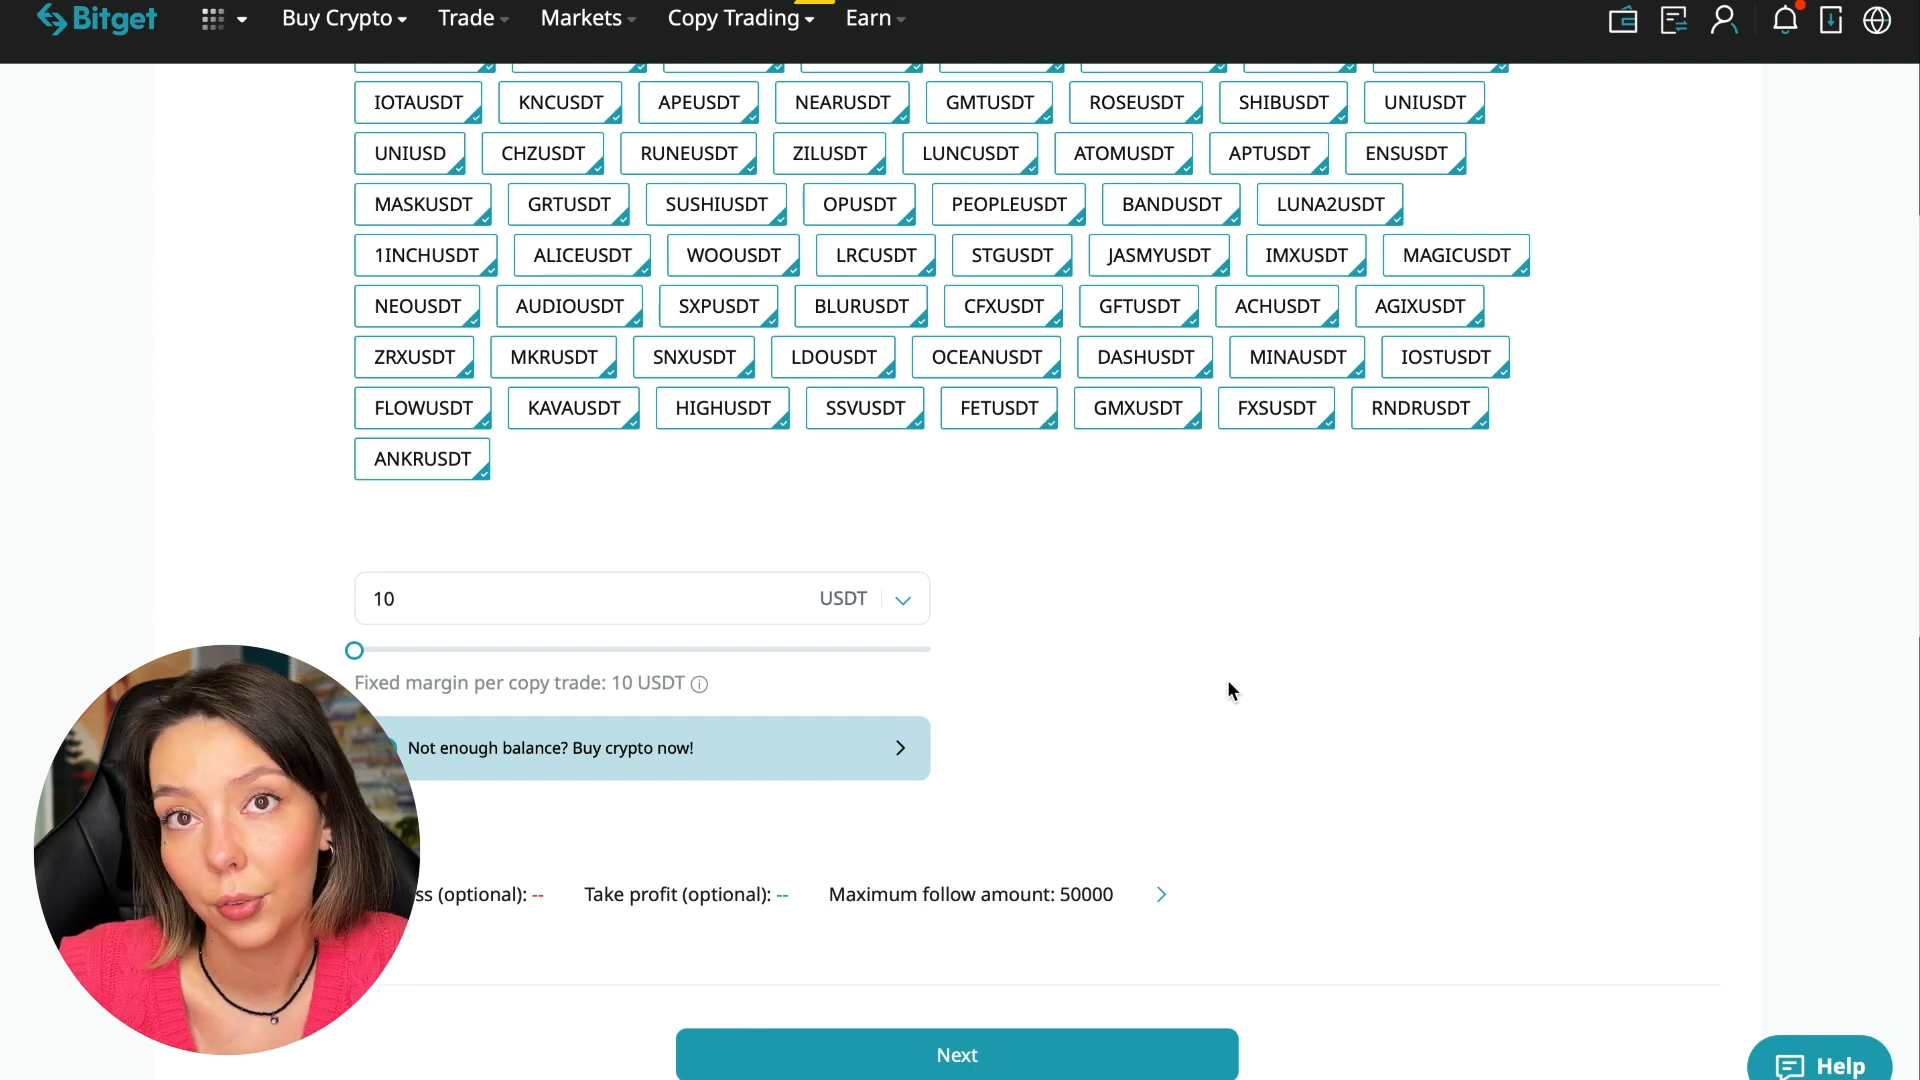 Bitget Buy Crypto Trade Markets Copy Trading Earn
IOTAUSDT KNCUSDT APEUSDT NEARUSDT GMTUSDT ROSEUSDT SHIBUSDT UNIUSDT
UNIUSD CHZUSDT RUNEUSDT ZILUSDT LUNCUSDT ATOMUSDT APTUSDT ENSUSDT
MASKUSDT GRTUSDT SUSHIUSDT OPUSDT PEOPLEUSDT BANDUSDT LUNA2USDT
1INCHUSDT ALICEUSDT WOOUSDT LRCUSDT STGUSDT JASMYUSDT IMXUSDT MAGICUSDT
NEOUSDT AUDIOUSDT SXPUSDT BLURUSDT CFXUSDT GFTUSDT ACHUSDT AGIXUSDT
ZRXUSDT MKRUSDT SNXUSDT LDOUSDT OCEANUSDT DASHUSDT MINAUSDT IOSTUSDT
FLOWUSDT KAVAUSDT HIGHUSDT SSVUSDT FETUSDT GMXUSDT FXSUSDT RNDRUSDT
ANKRUSDT
10 USDT
Fixed margin per copy trade: 10 USDT
Not enough balance? Buy crypto now!
ss (optional): -- Take profit (optional): -- Maximum follow amount: 50000
Next
Help